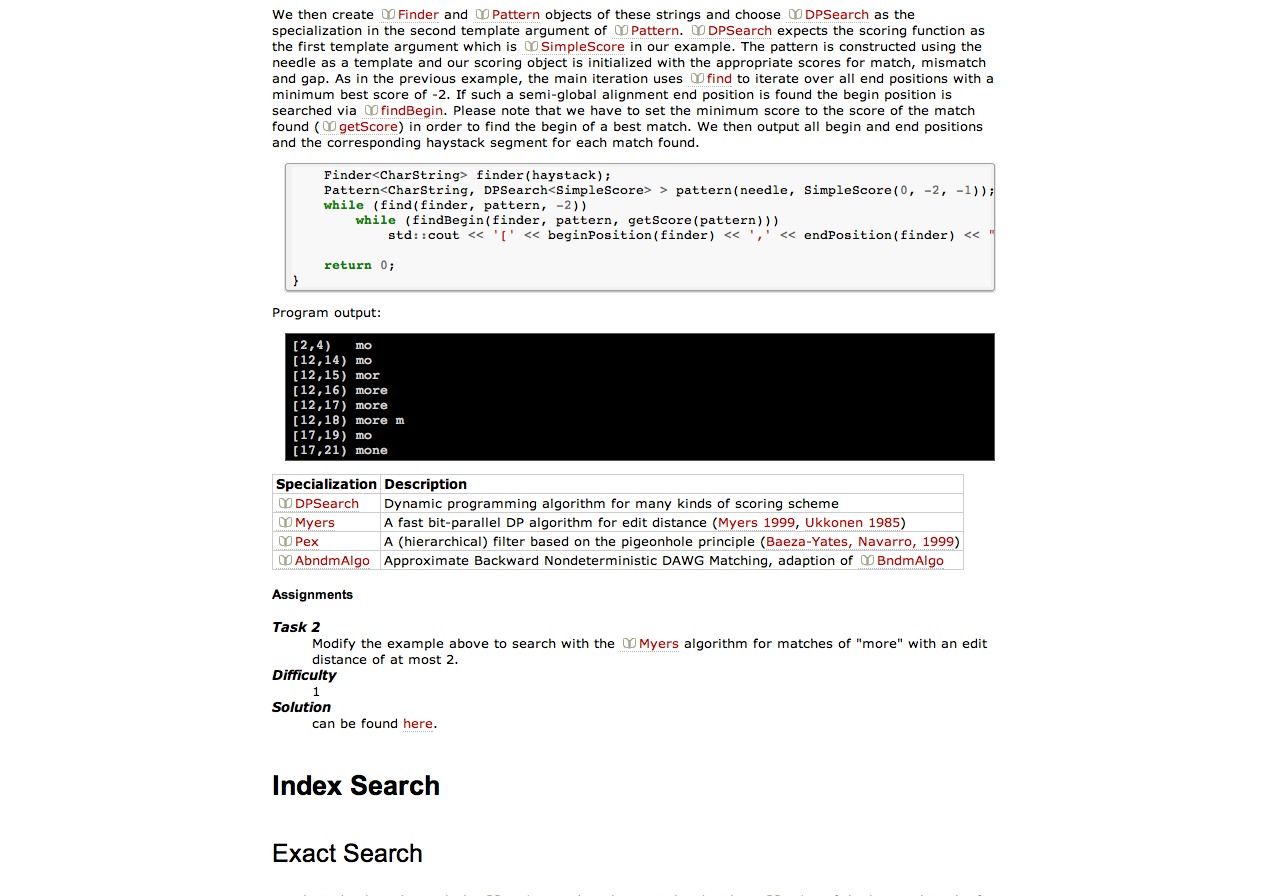 We then create Finder and Pattern objects of these strings and choose DPSearch as the
specialization in the second template argument of Pattern. DPSearch expects the scoring function as
the first template argument which is SimpleScore in our example. The pattern is constructed using the
needle as a template and our scoring object is initialized with the appropriate scores for match, mismatch
and gap. As in the previous example, the main iteration uses find to iterate over all end positions with a
minimum best score of -2. If such a semi-global alignment end position is found the begin position is
searched via findBegin. Please note that we have to set the minimum score to the score of the match
found (getScore) in order to find the begin of a best match. We then output all begin and end positions
and the corresponding haystack segment for each match found.
Finder<CharString> finder(haystack);
Pattern<CharString, DPSearch<SimpleScore> > pattern(needle, SimpleScore(0, -2, -1));
while (find(finder, pattern, -2))
while (findBegin(finder, pattern, getScore(pattern)))
std::cout << '[' << beginPosition(finder) << ',' << endPosition(finder) << "
return 0;
}
Program output:
[2,4) mo
[12,14) mo
[12,15) mor
[12,16) more
[12,17) more
[12,18) more m
[17,19) mo
[17,21) mone
Specialization Description
DPSearch Dynamic programming algorithm for many kinds of scoring scheme
Myers A fast bit-parallel DP algorithm for edit distance (Myers 1999, Ukkonen 1985)
Pex A (hierarchical) filter based on the pigeonhole principle (Baeza-Yates, Navarro, 1999)
AbndmAlgo Approximate Backward Nondeterministic DAWG Matching, adaption of BndmAlgo
Assignments
Task 2
Modify the example above to search with the Myers algorithm for matches of "more" with an edit
distance of at most 2.
Difficulty
1
Solution
can be found here.
Index Search
Exact Search